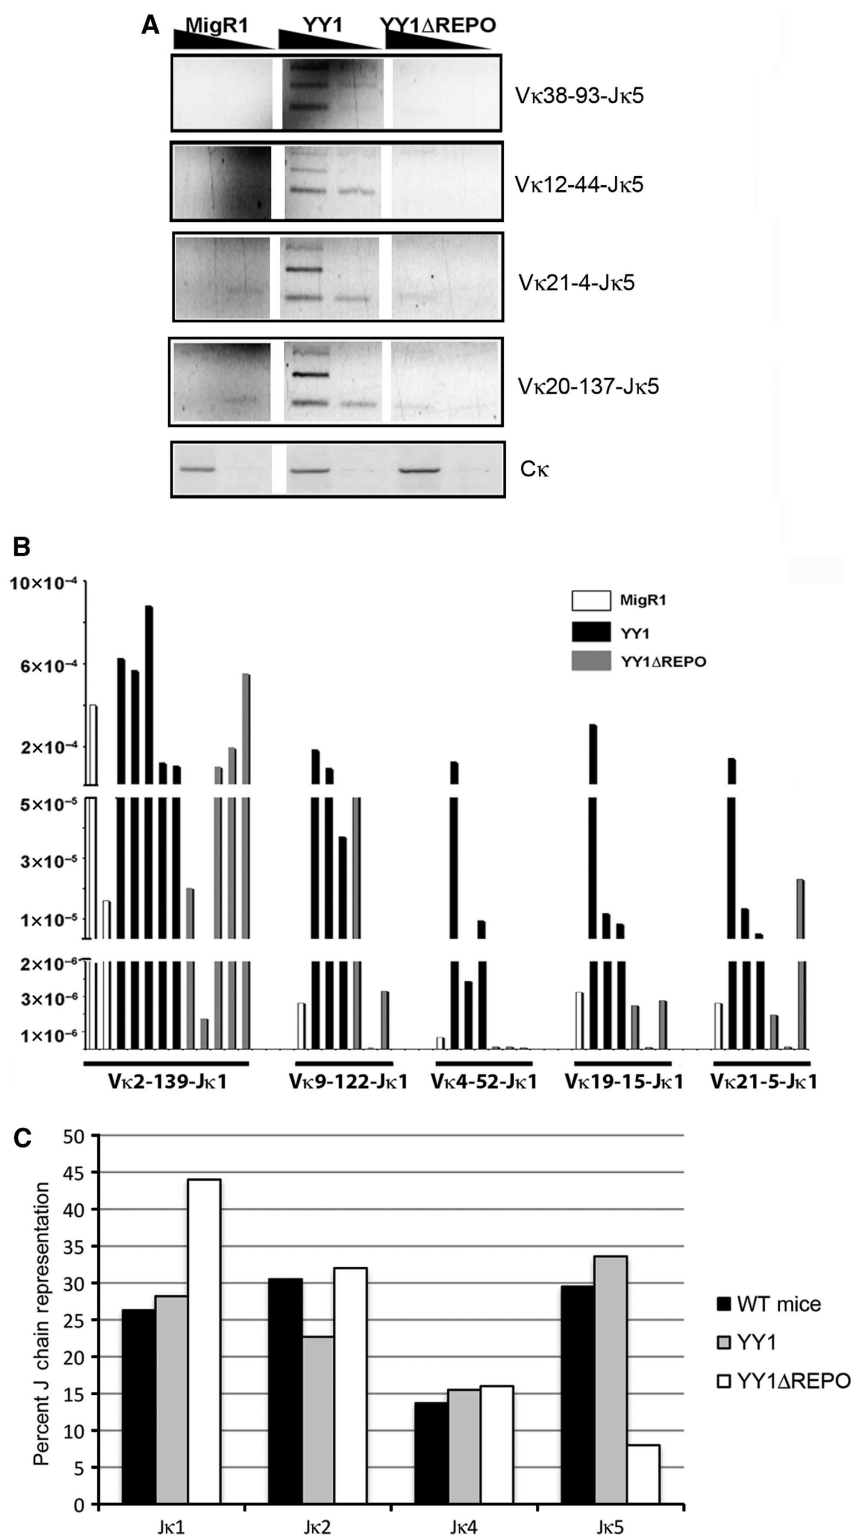 A
MigR1 YY1 YY1ΔREPO
Vκ38-93-Jκ5
Vκ12-44-Jκ5
Vκ21-4-Jκ5
Vκ20-137-Jκ5
Cκ
B
10×10⁻⁴
6×10⁻⁴
2×10⁻⁴
5×10⁻⁵
3×10⁻⁵
1×10⁻⁵
2×10⁻⁶
3×10⁻⁶
1×10⁻⁶
MigR1
YY1
YY1ΔREPO
Vκ2-139-Jκ1 Vκ9-122-Jκ1 Vκ4-52-Jκ1 Vκ19-15-Jκ1 Vκ21-5-Jκ1
C
Percent J chain representation
50
45
40
35
30
25
20
15
10
5
0
Jκ1 Jκ2 Jκ4 Jκ5
WT mice
YY1
YY1ΔREPO